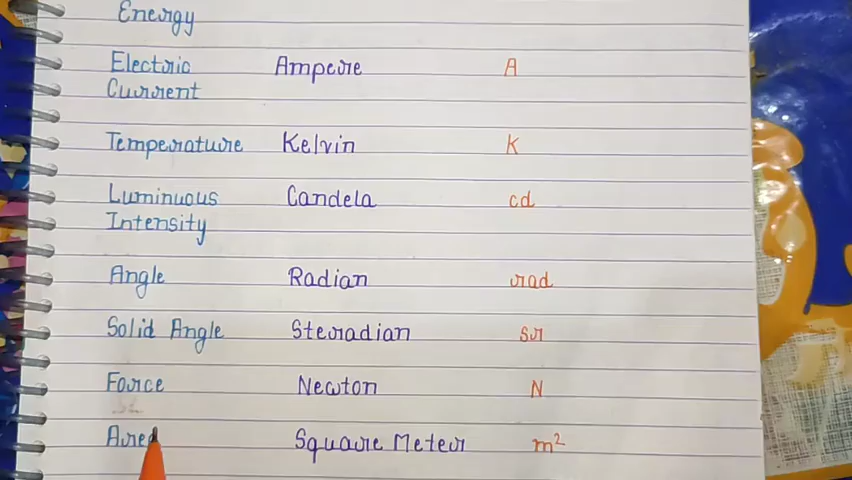 Energy
Electric Ampere A
Current
Temperature Kelvin K
Luminous Candela cd
Intensity
Angle Radian rad
Solid Angle Steradian sr
Force Newton N
Area Square Meter m²